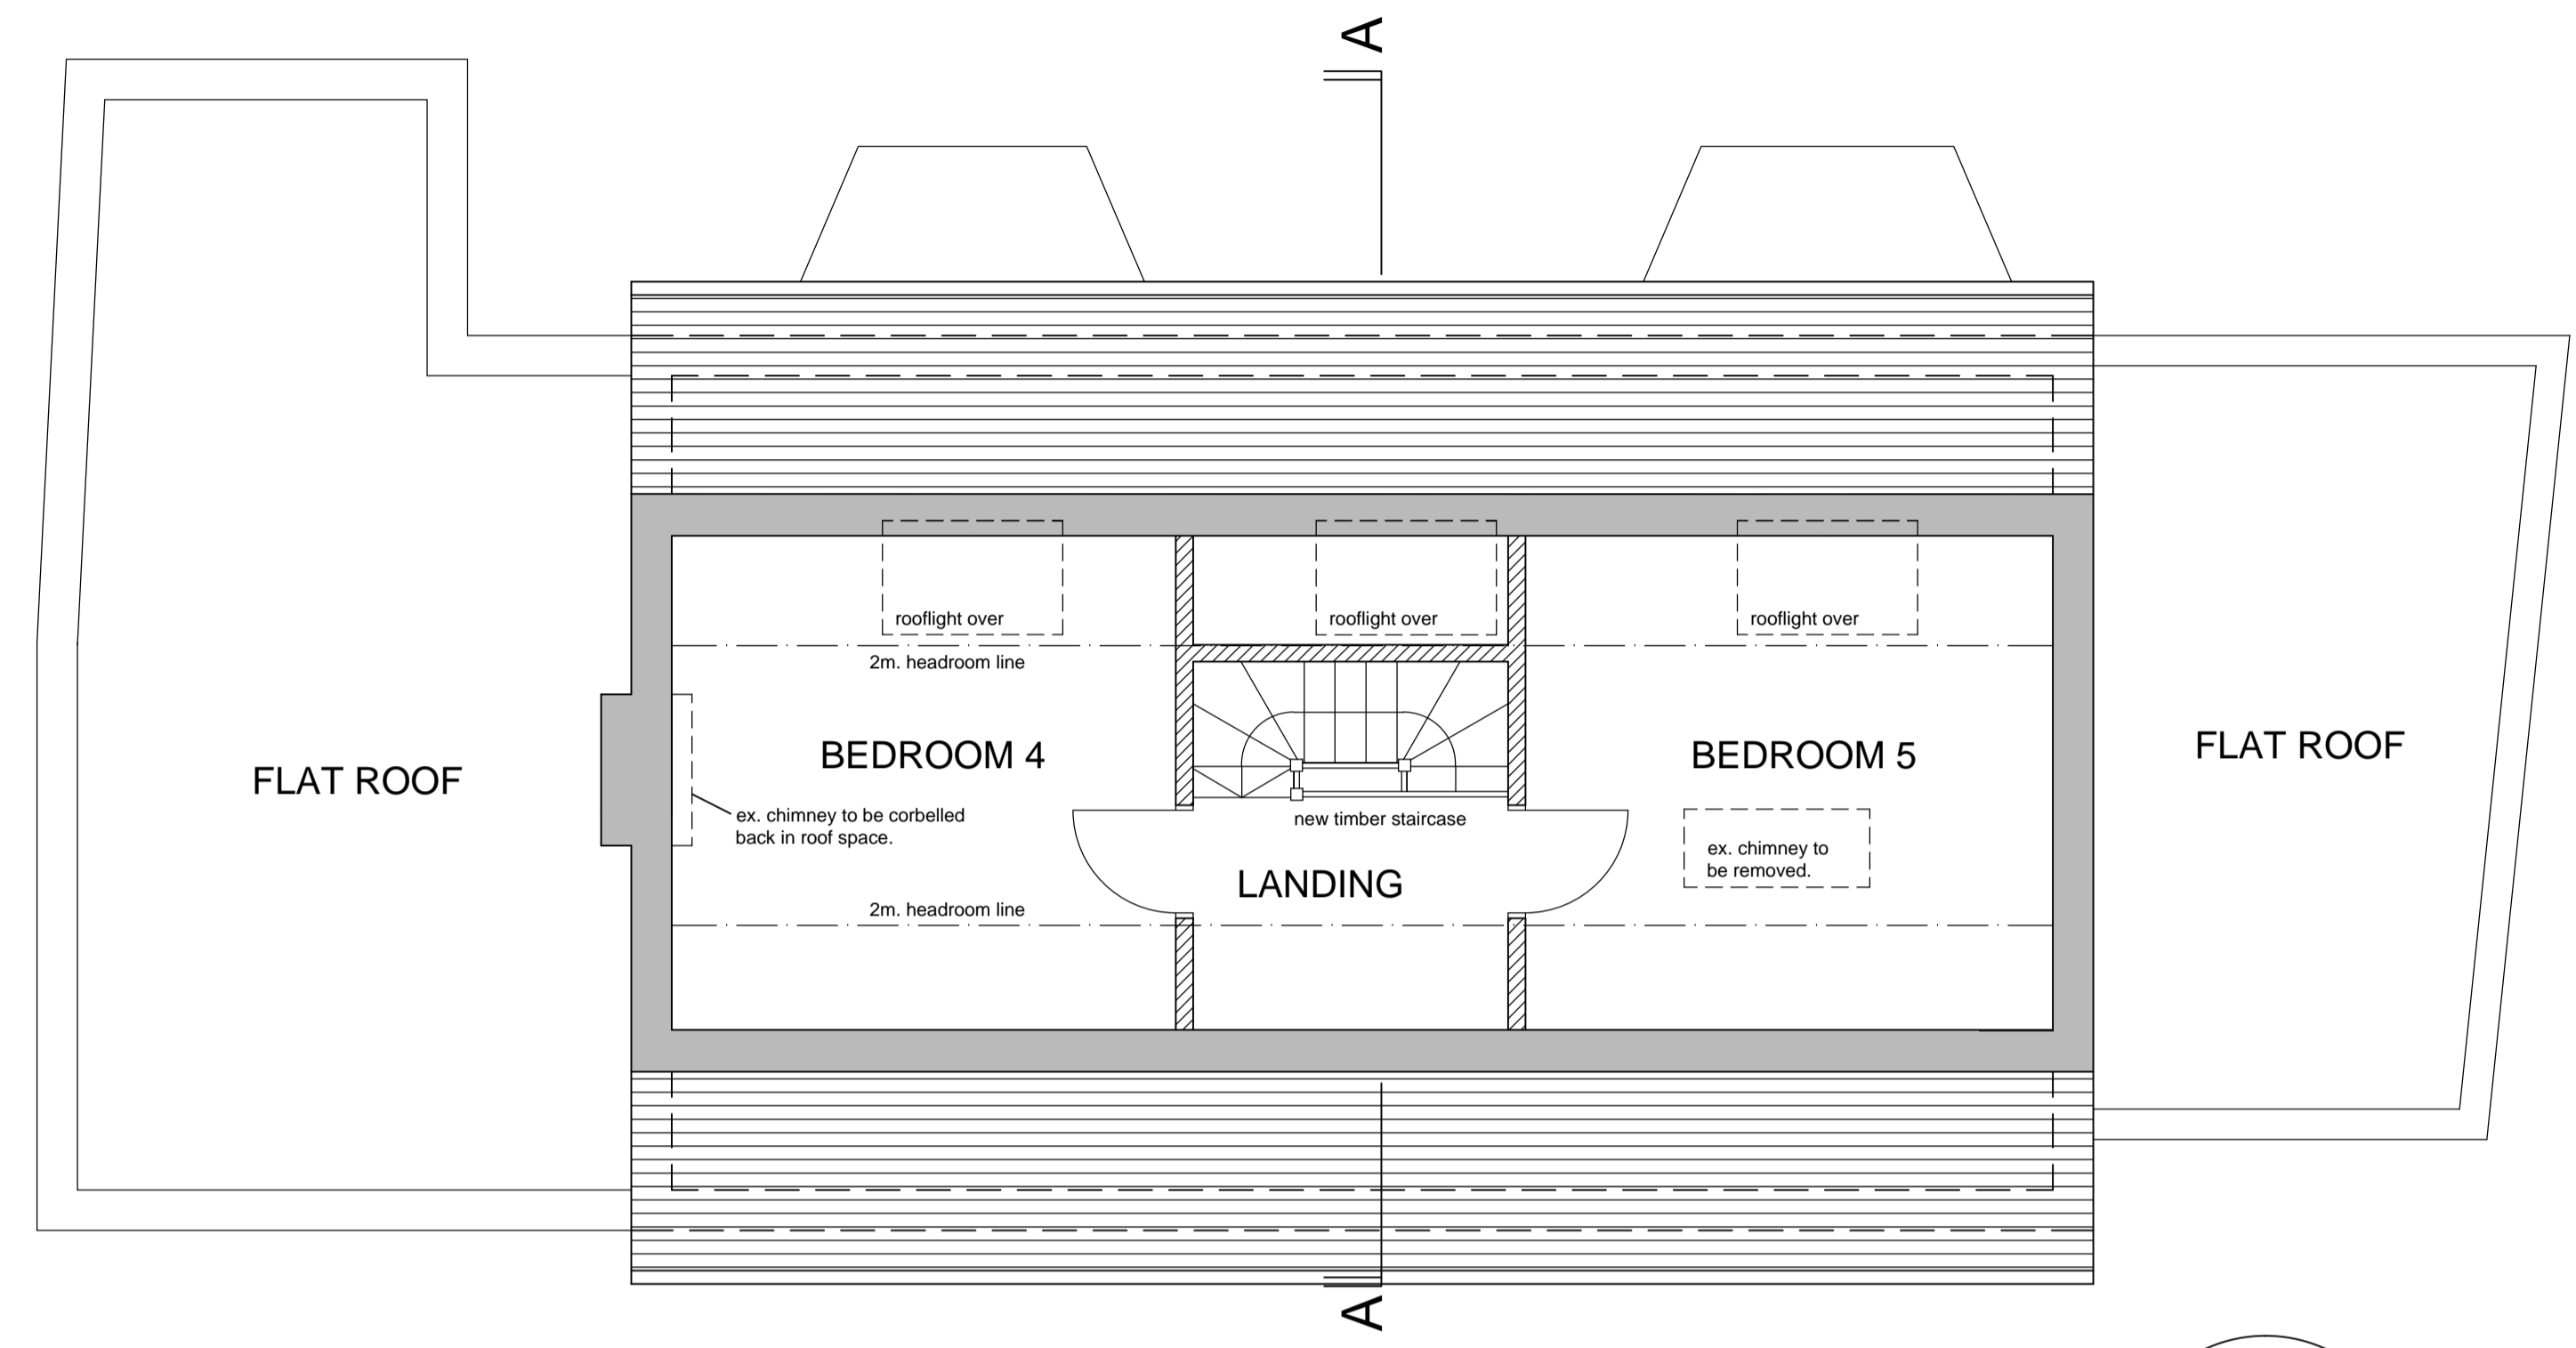 A
rooflight over
rooflight over
rooflight over
2m. headroom line
BEDROOM 4
BEDROOM 5
FLAT ROOF
FLAT ROOF
ex. chimney to be corbelled
back in roof space.
new timber staircase
ex. chimney to
be removed.
LANDING
2m. headroom line
A